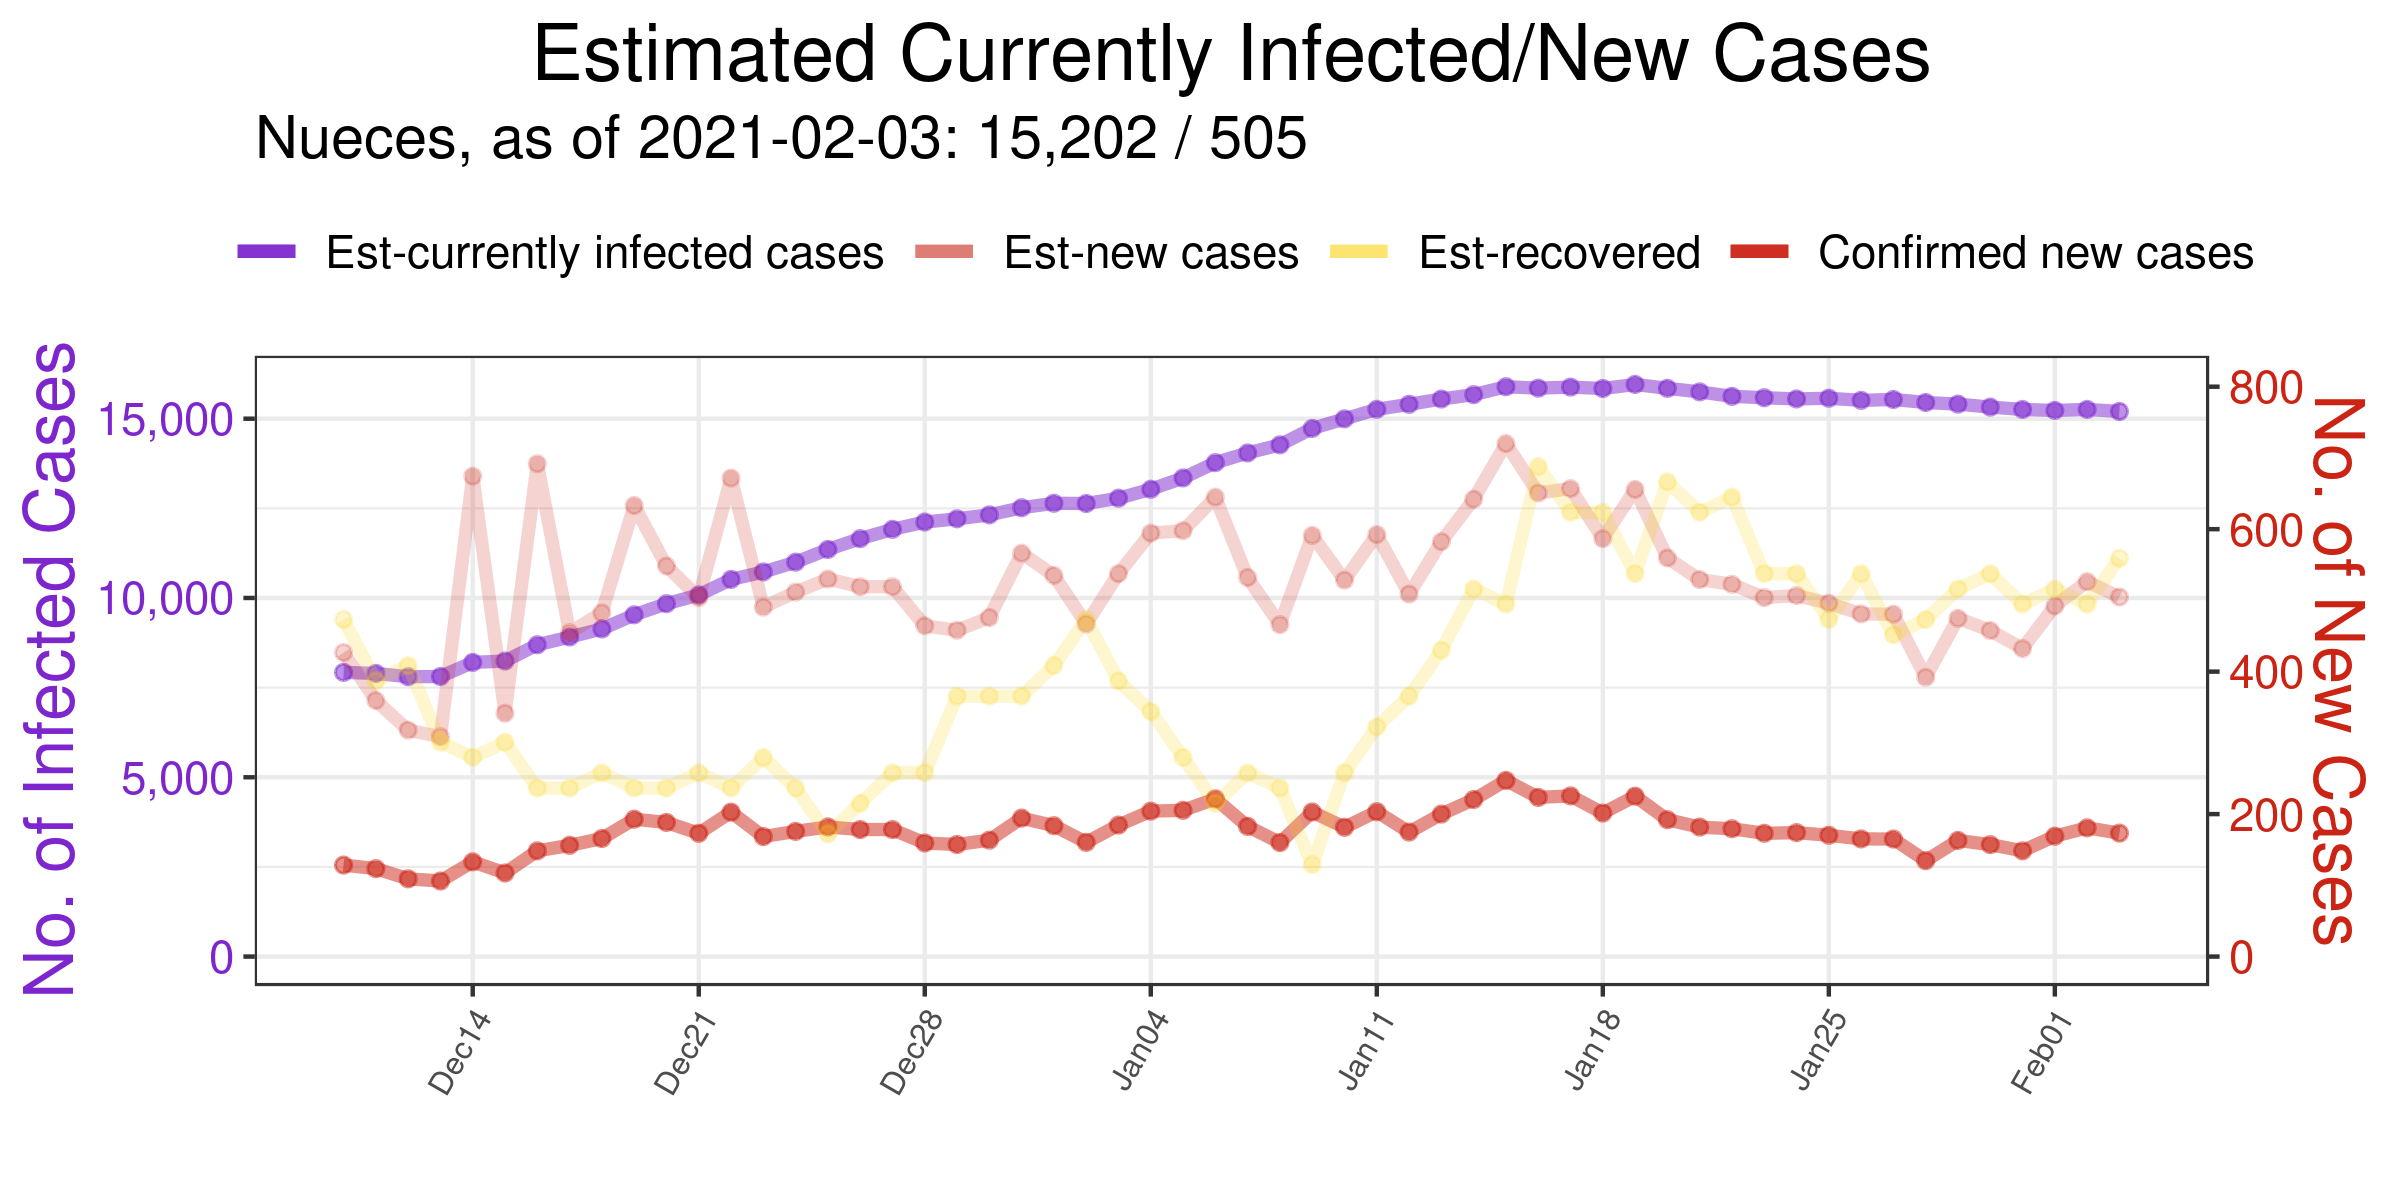 Estimated Currently Infected/New Cases
Nueces, as of 2021-02-03: 15,202 / 505
Est-currently infected cases
Est-new cases
Est-recovered
Confirmed new cases
No. of Infected Cases
15,000
10,000
5,000
0
800
600
400
200
0
No. of New Cases
Dec14
Dec21
Dec28
Jan04
Jan11
Jan18
Jan25
Feb01